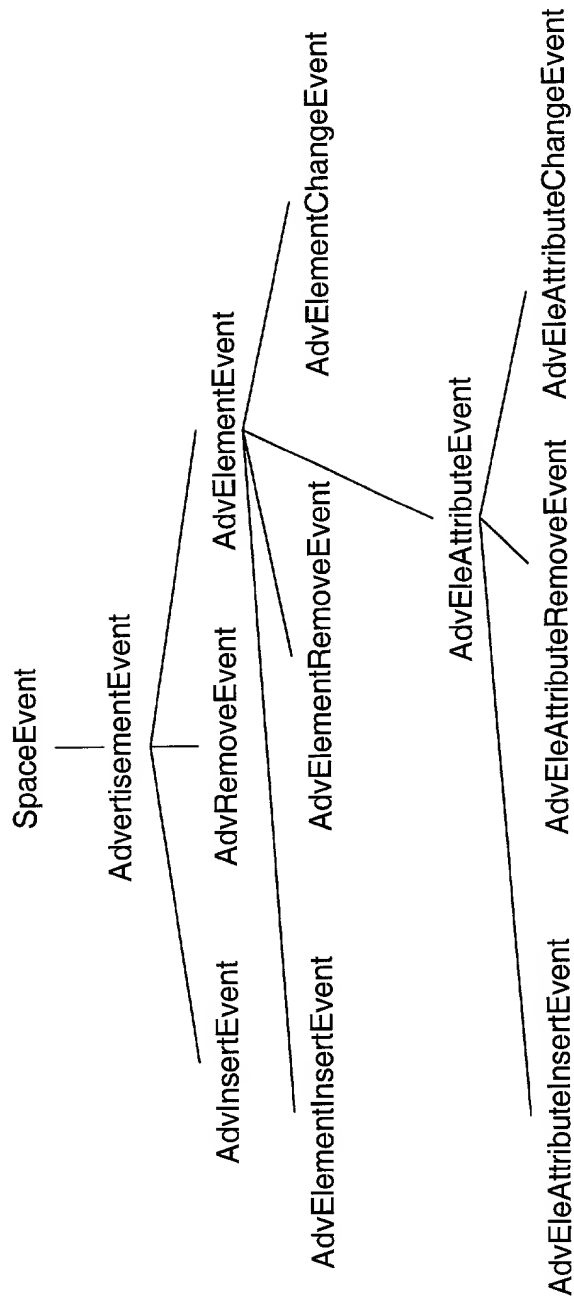 SpaceEvent
AdvertisementEvent
AdvInsertEvent
AdvRemoveEvent
AdvElementEvent
AdvElementInsertEvent
AdvElementRemoveEvent
AdvElementChangeEvent
AdvEleAttributeEvent
AdvEleAttributeInsertEvent
AdvEleAttributeRemoveEvent
AdvEleAttributeChangeEvent